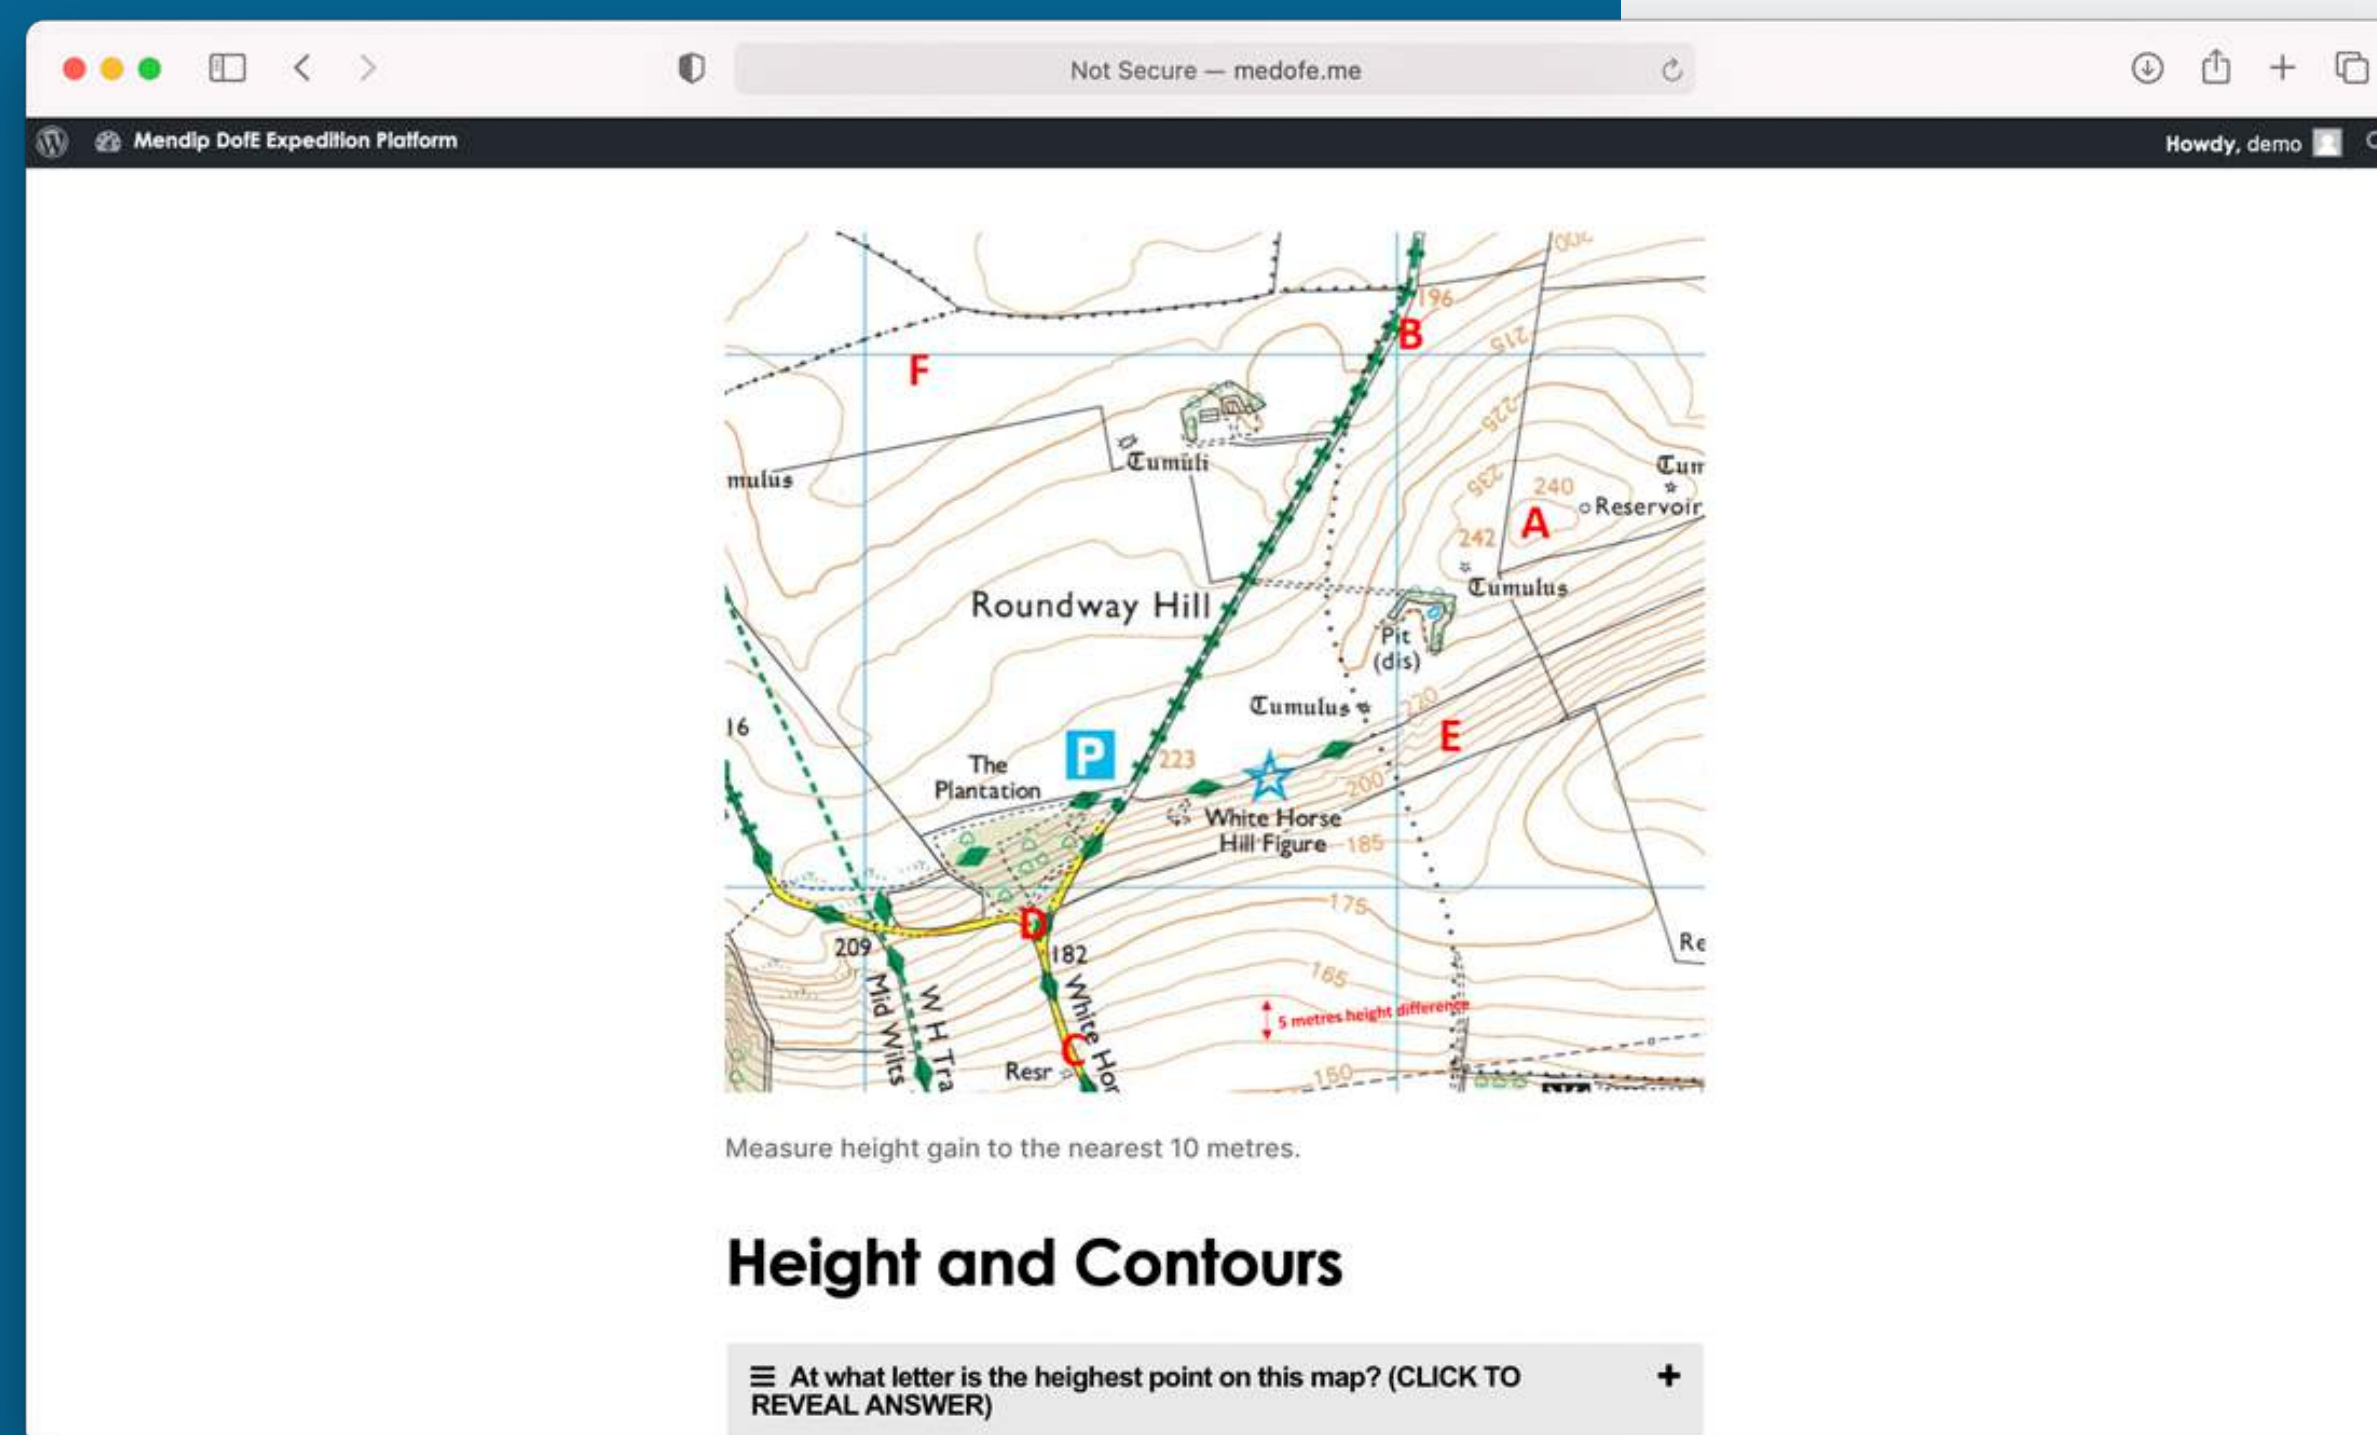 Not Secure — medofe.me
Mendip DofE Expedition Platform
Howdy, demo
200
196
B
215
F
225
Tumuli
Tum
mulus
235
240
Reservoir
A
242
Tumulus
Roundway Hill
Pit
(dis)
220
Tumulus
16
E
P
223
The
Plantation
200
White Horse
Hill Figure
185
175
D
209
182
Re
165
Mid Wilts
W H Tra
White Hor
5 metres height difference
C
Resr
150
Measure height gain to the nearest 10 metres.
Height and Contours
At what letter is the heighest point on this map? (CLICK TO
REVEAL ANSWER)